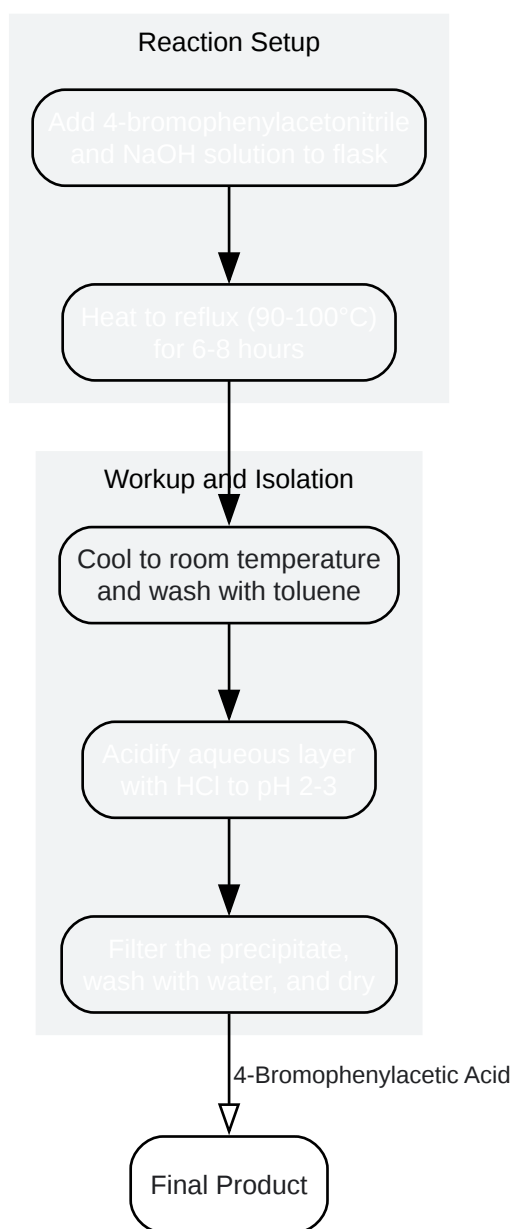 Reaction Setup
Add 4-bromophenylacetonitrile
and NaOH solution to flask
Heat to reflux (90-100°C)
for 6-8 hours
Workup and Isolation
Cool to room temperature
and wash with toluene
Acidify aqueous layer
with HCl to pH 2-3
Filter the precipitate,
wash with water, and dry
4-Bromophenylacetic Acid
Final Product